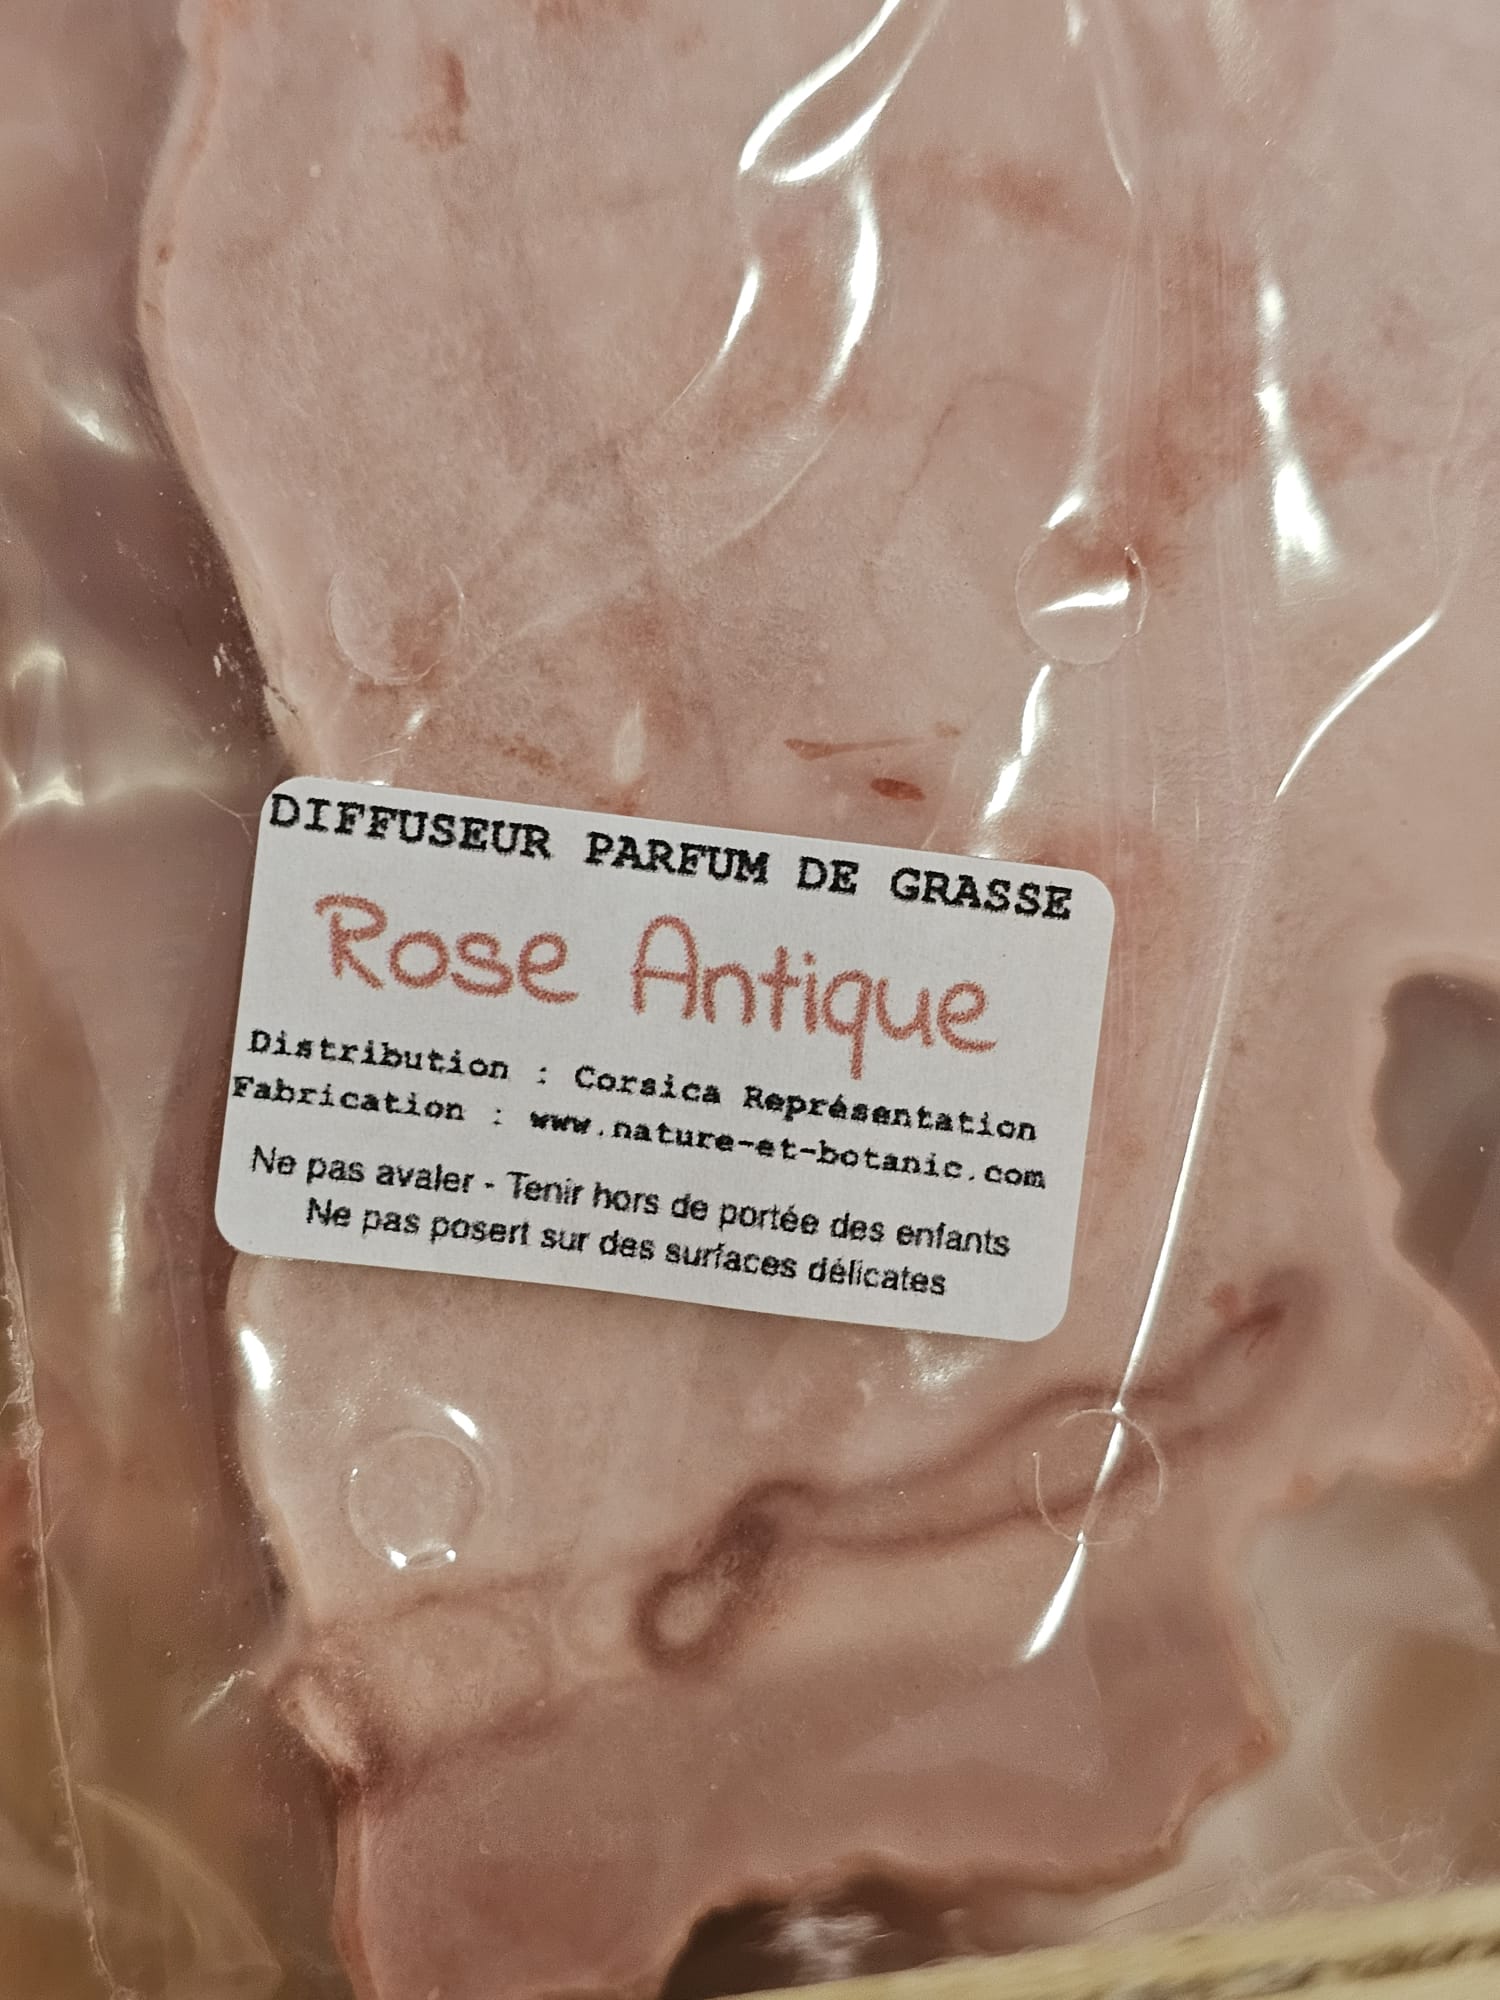 DIFFUSEUR PARFUM DE GRASSE
Rose Antique
Distribution : Corsica Représentation
Fabrication : www.nature-et-botanic.com
Ne pas avaler - Tenir hors de portée des enfants
Ne pas posert sur des surfaces délicates